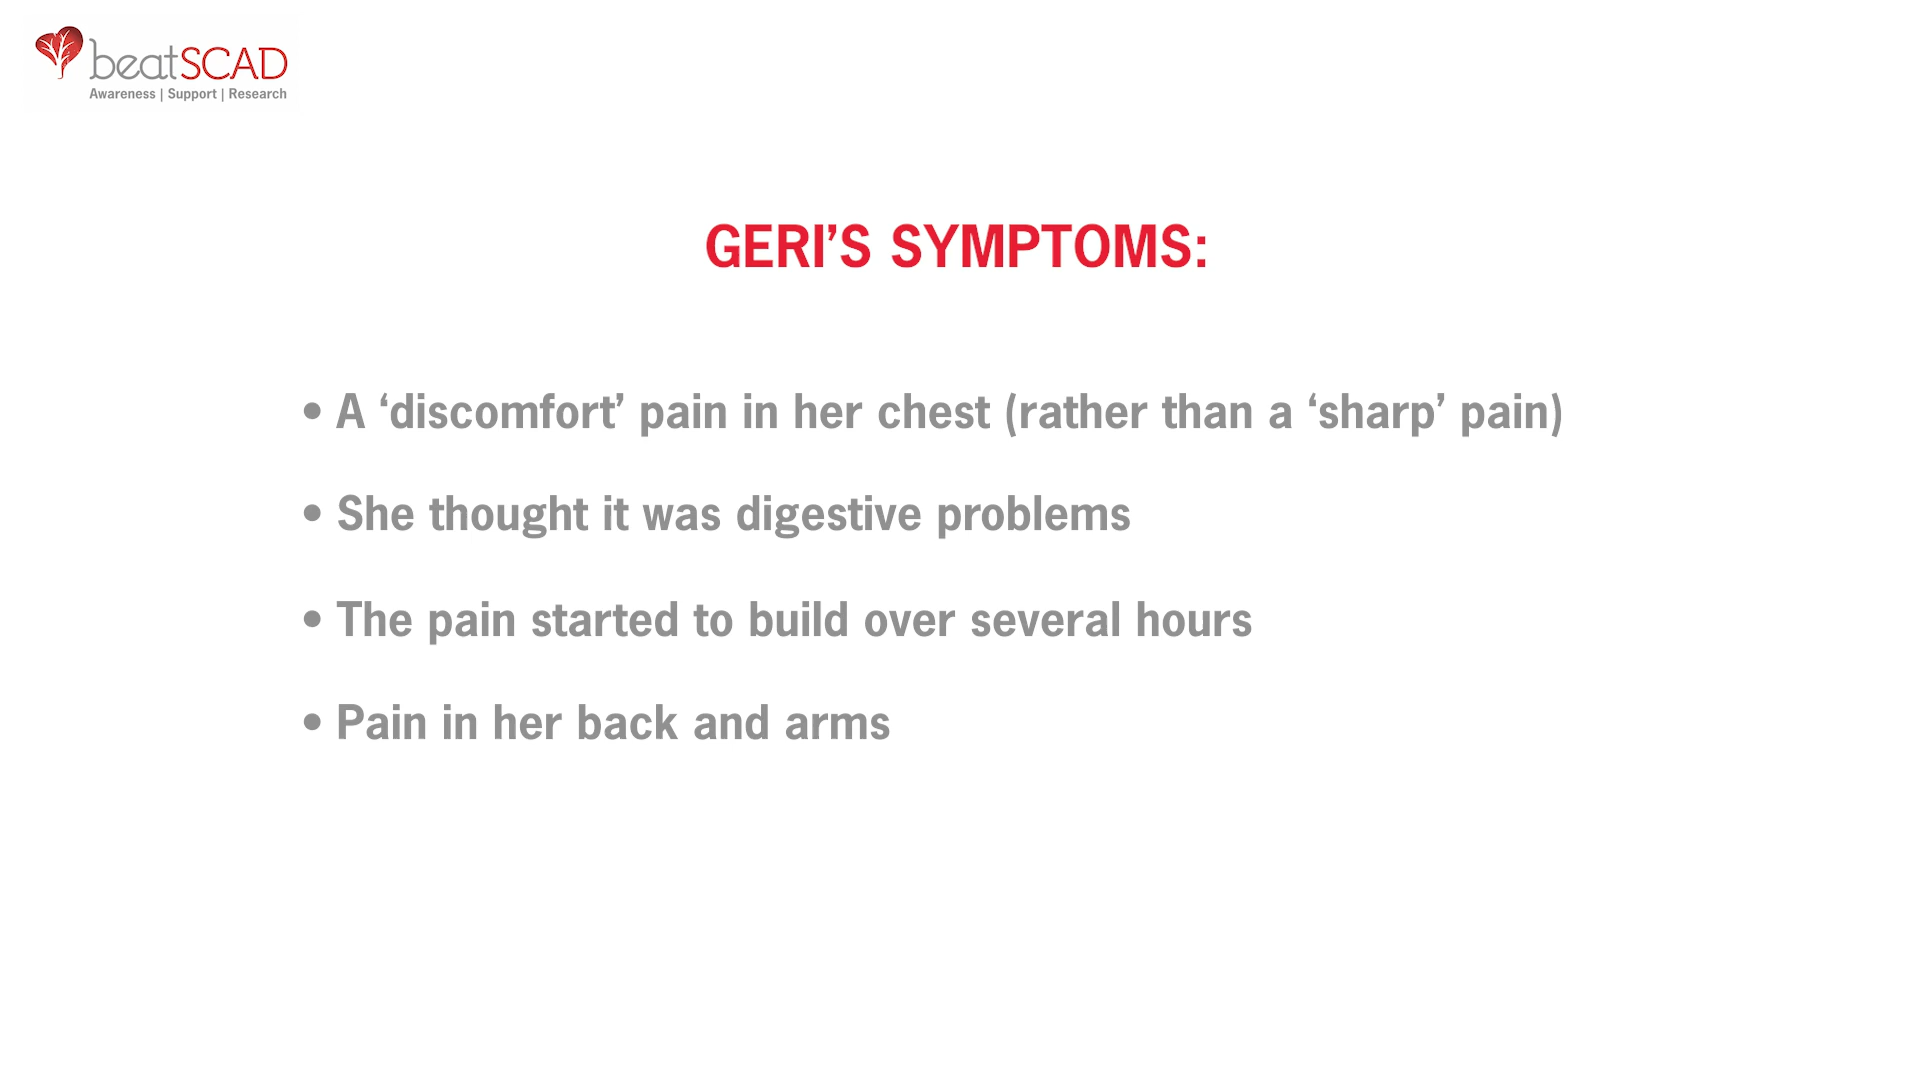 beatSCAD
Awareness | Support | Research
GERI’S SYMPTOMS:
• A ‘discomfort’ pain in her chest (rather than a ‘sharp’ pain)
• She thought it was digestive problems
• The pain started to build over several hours
• Pain in her back and arms